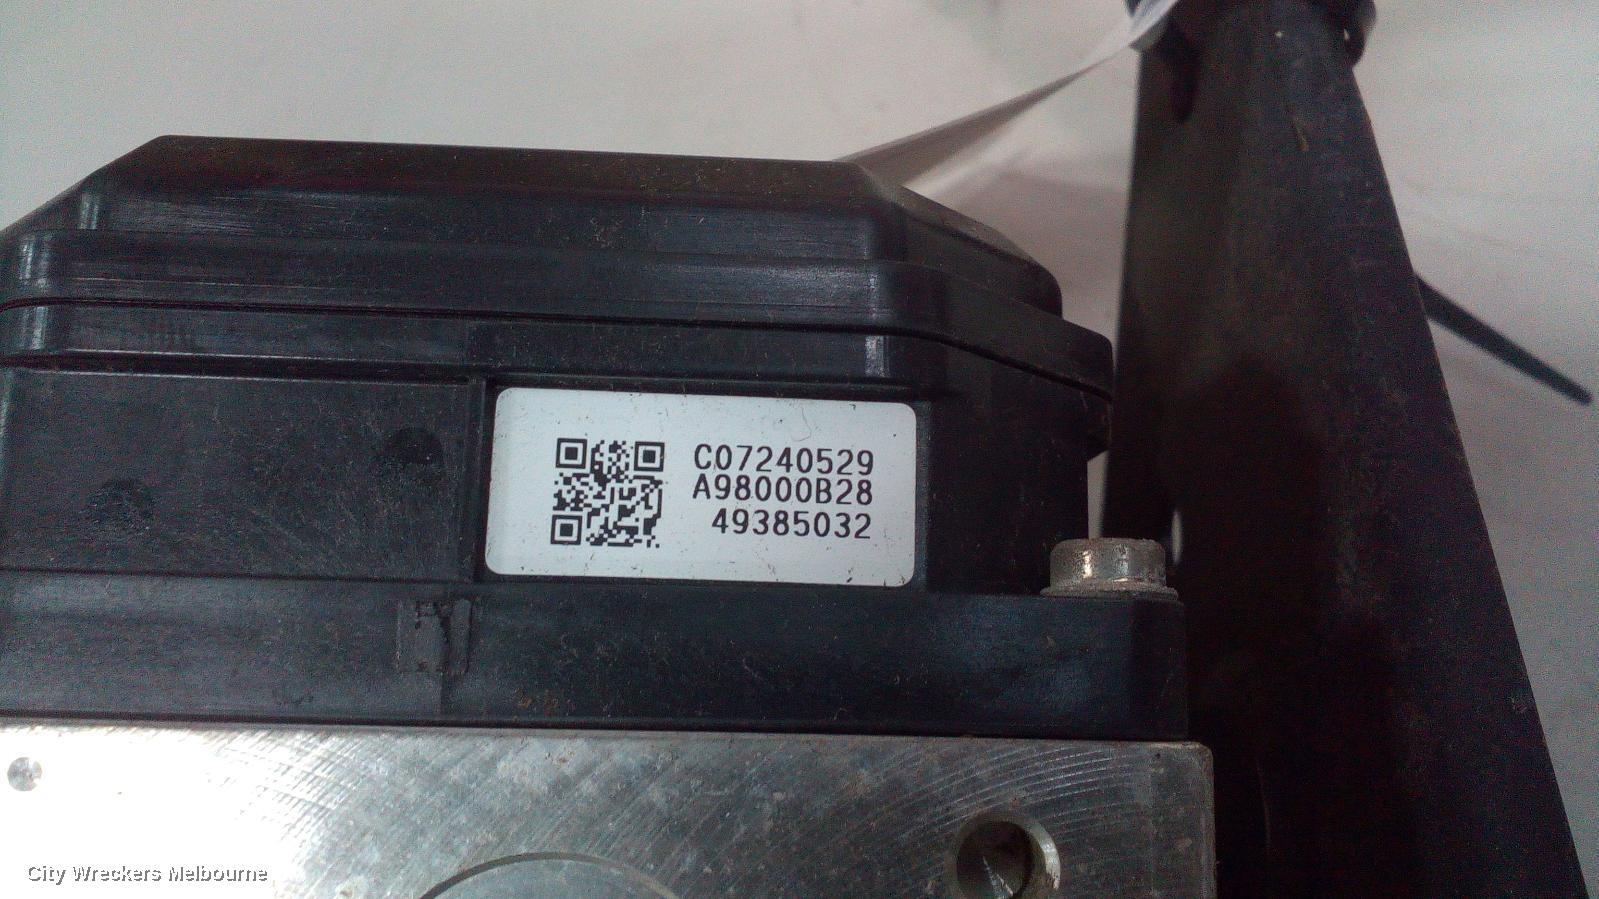 C07240529
A98000B28
49385032
City Wreckers Melbourne